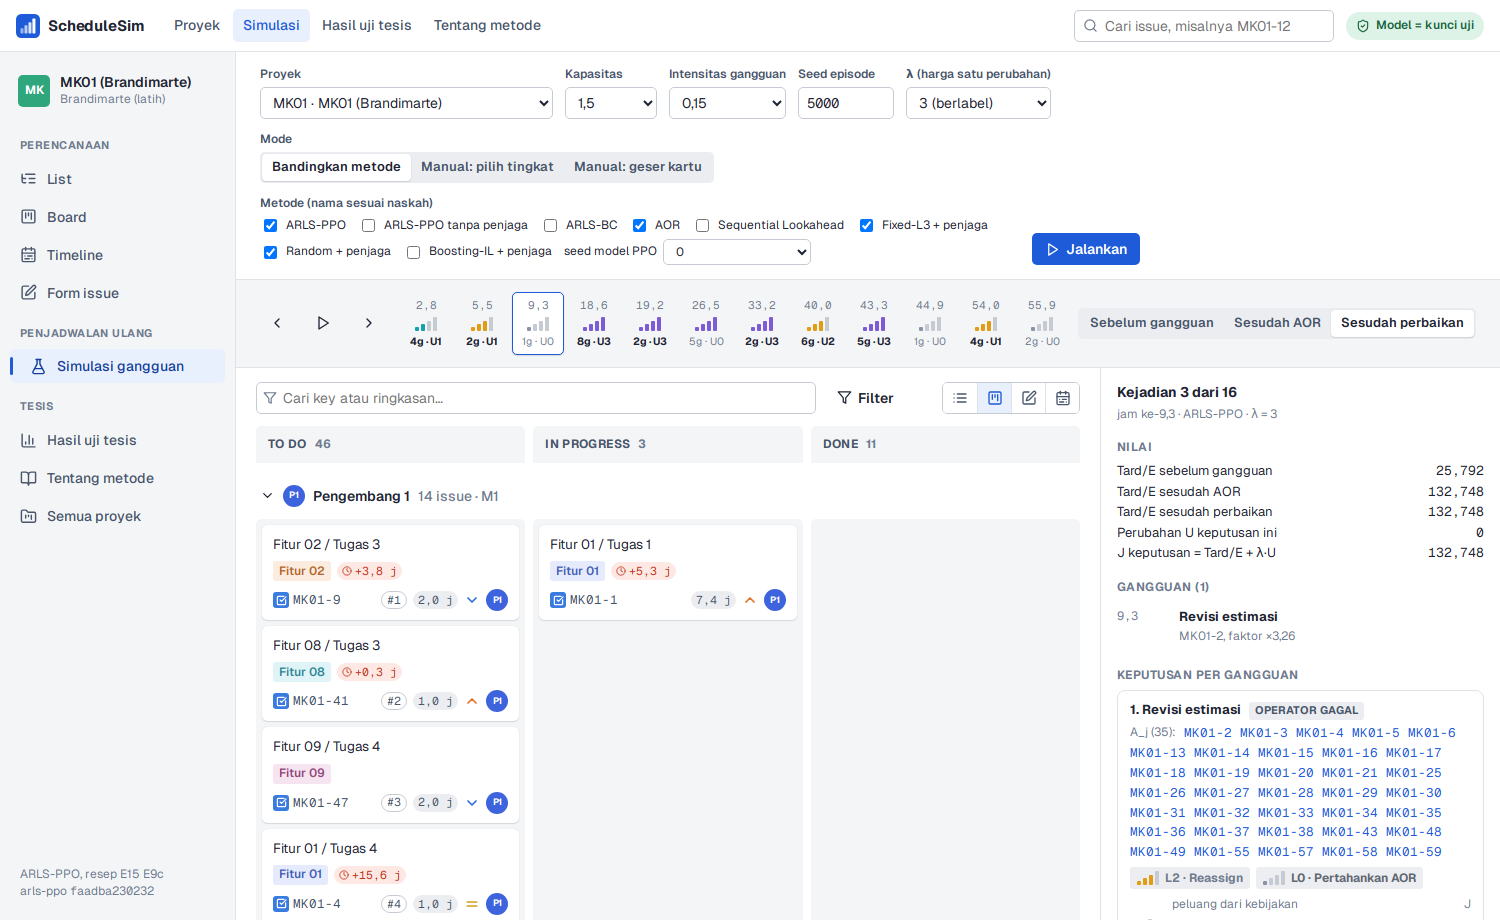 ScheduleSim
Proyek
Simulasi
Hasil uji tesis
Tentang metode
Cari issue, misalnya MK01-12
Model = kunci uji
MK
MK01 (Brandimarte)
Brandimarte (latih)
PERENCANAAN
List
Board
Timeline
Form issue
PENJADWALAN ULANG
Simulasi gangguan
TESIS
Hasil uji tesis
Tentang metode
Semua proyek
ARLS-PPO, resep E15 E9c
arls-ppo faadba230232
Proyek
Kapasitas
Intensitas gangguan
Seed episode
λ (harga satu perubahan)
MK01 · MK01 (Brandimarte)
1,5
0,15
5000
3 (berlabel)
Mode
Bandingkan metode
Manual: pilih tingkat
Manual: geser kartu
Metode (nama sesuai naskah)
ARLS-PPO
ARLS-PPO tanpa penjaga
ARLS-BC
AOR
Sequential Lookahead
Fixed-L3 + penjaga
Random + penjaga
Boosting-IL + penjaga
seed model PPO
0
Jalankan
2,8
4g·U1
5,5
2g·U1
9,3
1g·U0
18,6
8g·U3
19,2
2g·U3
26,5
5g·U0
33,2
2g·U3
40,0
6g·U2
43,3
5g·U3
44,9
1g·U0
54,0
4g·U1
55,9
2g·U0
Sebelum gangguan
Sesudah AOR
Sesudah perbaikan
Cari key atau ringkasan...
Filter
TO DO 46
IN PROGRESS 3
DONE 11
P1 Pengembang 1 14 issue · M1
Fitur 02 / Tugas 3
Fitur 02 +3,8 j
MK01-9 #1 2,0 j P1
Fitur 08 / Tugas 3
Fitur 08 +0,3 j
MK01-41 #2 1,0 j P1
Fitur 09 / Tugas 4
Fitur 09
MK01-47 #3 2,0 j P1
Fitur 01 / Tugas 4
Fitur 01 +15,6 j
MK01-4 #4 1,0 j P1
Fitur 01 / Tugas 1
Fitur 01 +5,3 j
MK01-1 7,4 j P1
Kejadian 3 dari 16
jam ke-9,3 · ARLS-PPO · λ = 3
NILAI
Tard/E sebelum gangguan 25,792
Tard/E sesudah AOR 132,748
Tard/E sesudah perbaikan 132,748
Perubahan U keputusan ini 0
J keputusan = Tard/E + λ·U 132,748
GANGGUAN (1)
9,3 Revisi estimasi
MK01-2, faktor ×3,26
KEPUTUSAN PER GANGGUAN
1. Revisi estimasi OPERATOR GAGAL
A_j (35): MK01-2 MK01-3 MK01-4 MK01-5 MK01-6
MK01-13 MK01-14 MK01-15 MK01-16 MK01-17
MK01-18 MK01-19 MK01-20 MK01-21 MK01-25
MK01-26 MK01-27 MK01-28 MK01-29 MK01-30
MK01-31 MK01-32 MK01-33 MK01-34 MK01-35
MK01-36 MK01-37 MK01-38 MK01-43 MK01-48
MK01-49 MK01-55 MK01-57 MK01-58 MK01-59
L2 · Reassign
L0 · Pertahankan AOR
peluang dari kebijakan J